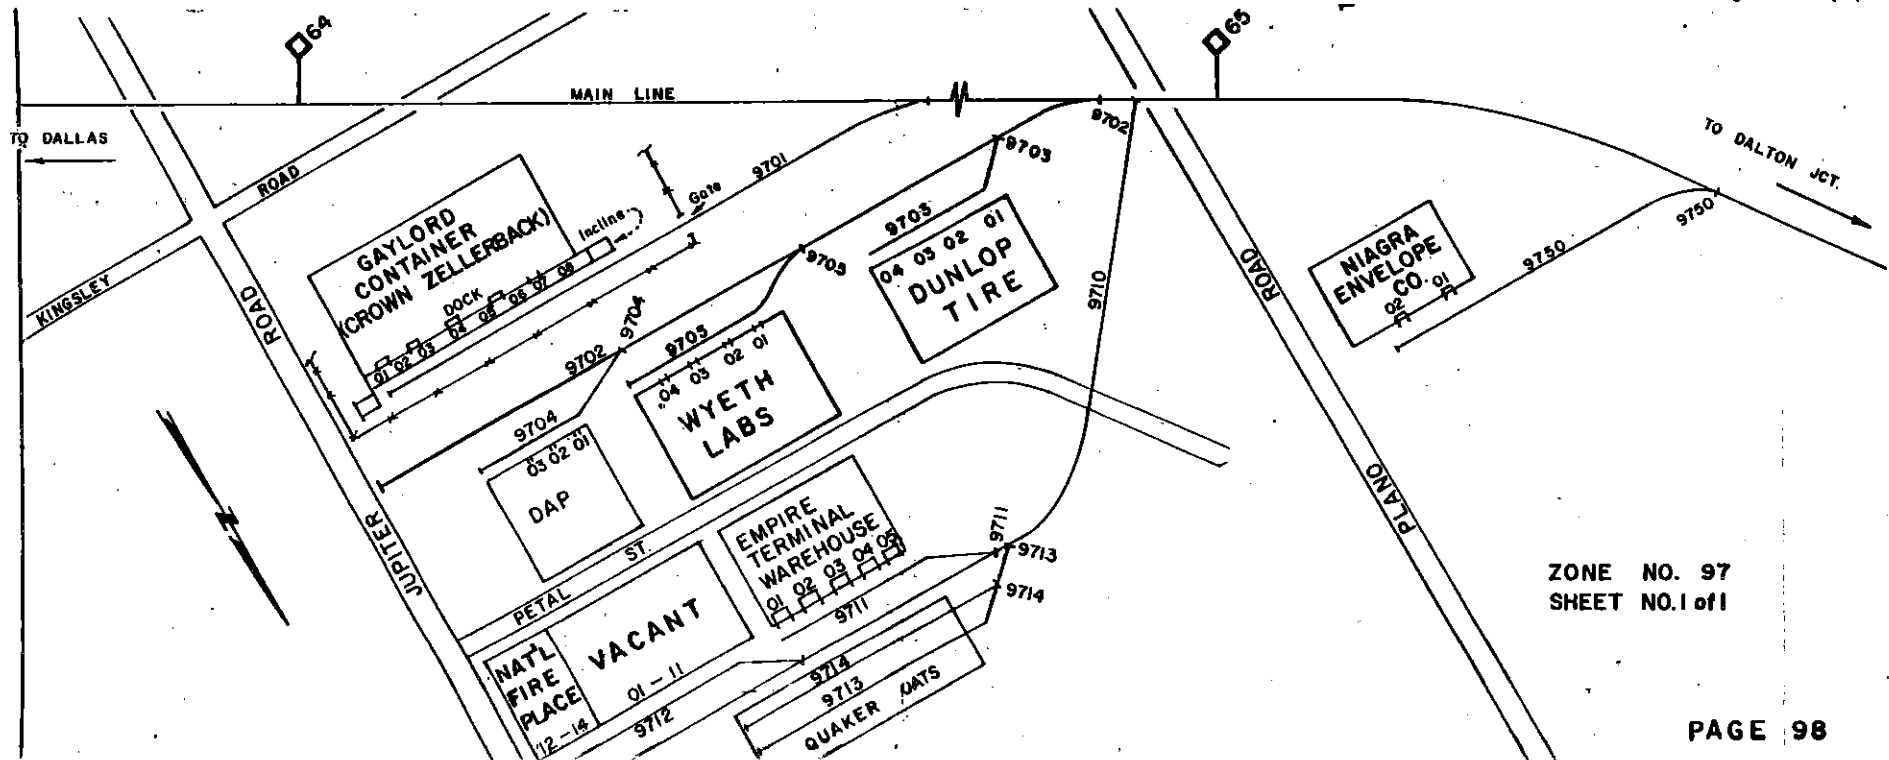 64
65
MAIN LINE
TO DALLAS
TO DALTON JCT.
9702
9703
9701
Gate
ROAD
KINGSLEY
GAYLORD
CONTAINER
(CROWN ZELLERBACK)
Incline
DOCK
01 02 03 04 05 06 07 08
ROAD
9703
04 03 02 01
DUNLOP
TIRE
9703
9704
9702
9703
04 03 02 01
WYETH
LABS
9710
ROAD
NIAGRA
ENVELOPE
CO.
02 01
9750
9750
9704
03 02 01
DAP
JUPITER
PETAL ST.
EMPIRE
TERMINAL
WAREHOUSE
01 02 03 04 05
9711
9711
9713
9714
PLANO
NAT'L
FIRE
PLACE
12-14
VACANT
01-11
9712
9714
9713
QUAKER OATS
N
ZONE NO. 97
SHEET NO. 1 of 1
PAGE 98